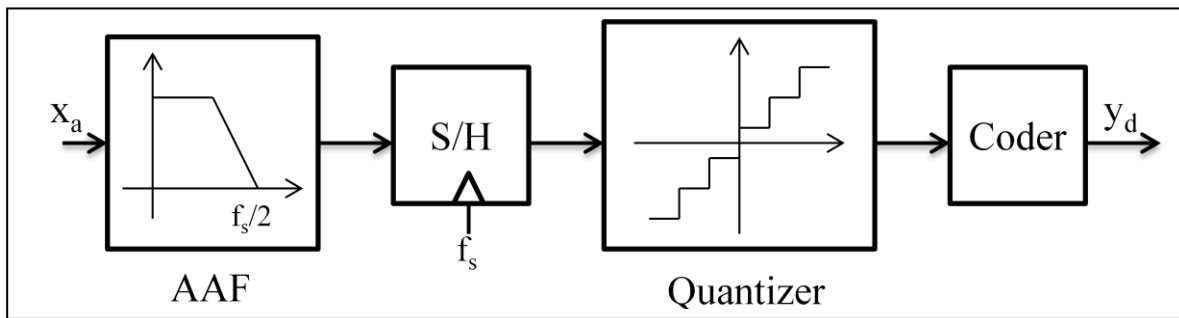 x_a
f_s/2
AAF
S/H
f_s
Quantizer
Coder
y_d